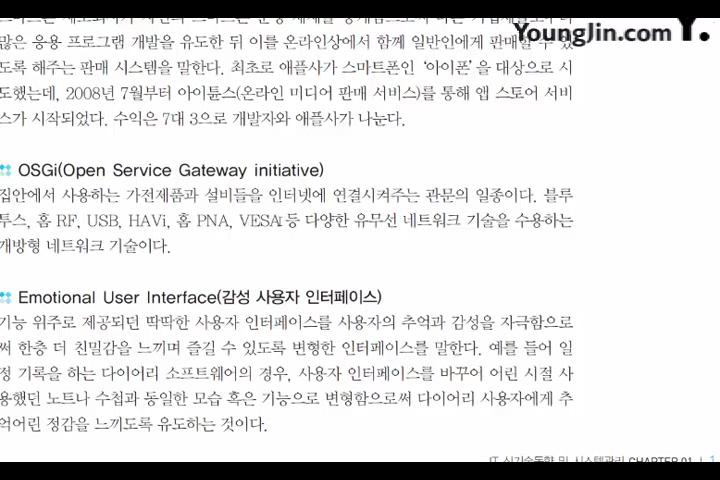 YoungJin.com Y.
많은 응용 프로그램 개발을 유도한 뒤 이를 온라인상에서 함께 일반인에게 판매할 수 있
도록 해주는 판매 시스템을 말한다. 최초로 애플사가 스마트폰인 ‘아이폰’을 대상으로 시
도했는데, 2008년 7월부터 아이튠스(온라인 미디어 판매 서비스)를 통해 앱 스토어 서비
스가 시작되었다. 수익은 7대 3으로 개발자와 애플사가 나눈다.
OSGi(Open Service Gateway initiative)
집안에서 사용하는 가전제품과 설비들을 인터넷에 연결시켜주는 관문의 일종이다. 블루
투스, 홈 RF, USB, HAVi, 홈 PNA, VESA 등 다양한 유무선 네트워크 기술을 수용하는
개방형 네트워크 기술이다.
Emotional User Interface(감성 사용자 인터페이스)
기능 위주로 제공되던 딱딱한 사용자 인터페이스를 사용자의 추억과 감성을 자극함으로
써 한층 더 친밀감을 느끼며 즐길 수 있도록 변형한 인터페이스를 말한다. 예를 들어 일
정 기록을 하는 다이어리 소프트웨어의 경우, 사용자 인터페이스를 바꾸어 어린 시절 사
용했던 노트나 수첩과 동일한 모습 혹은 기능으로 변형함으로써 다이어리 사용자에게 추
억어린 정감을 느끼도록 유도하는 것이다.
IT 신기술동향 및 시스템관리 CHAPTER 01 | 1